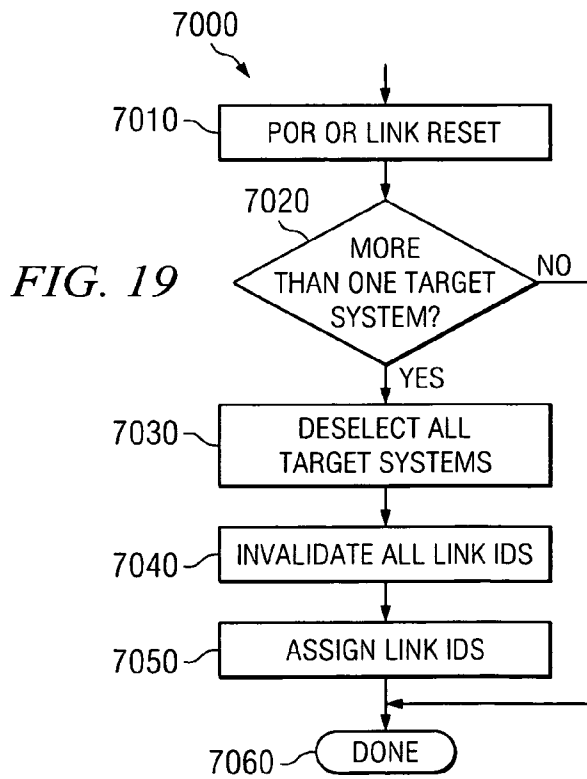 7000
7010
POR OR LINK RESET
7020
MORE
THAN ONE TARGET
SYSTEM?
NO
FIG. 19
YES
7030
DESELECT ALL
TARGET SYSTEMS
7040
INVALIDATE ALL LINK IDS
7050
ASSIGN LINK IDS
7060
DONE